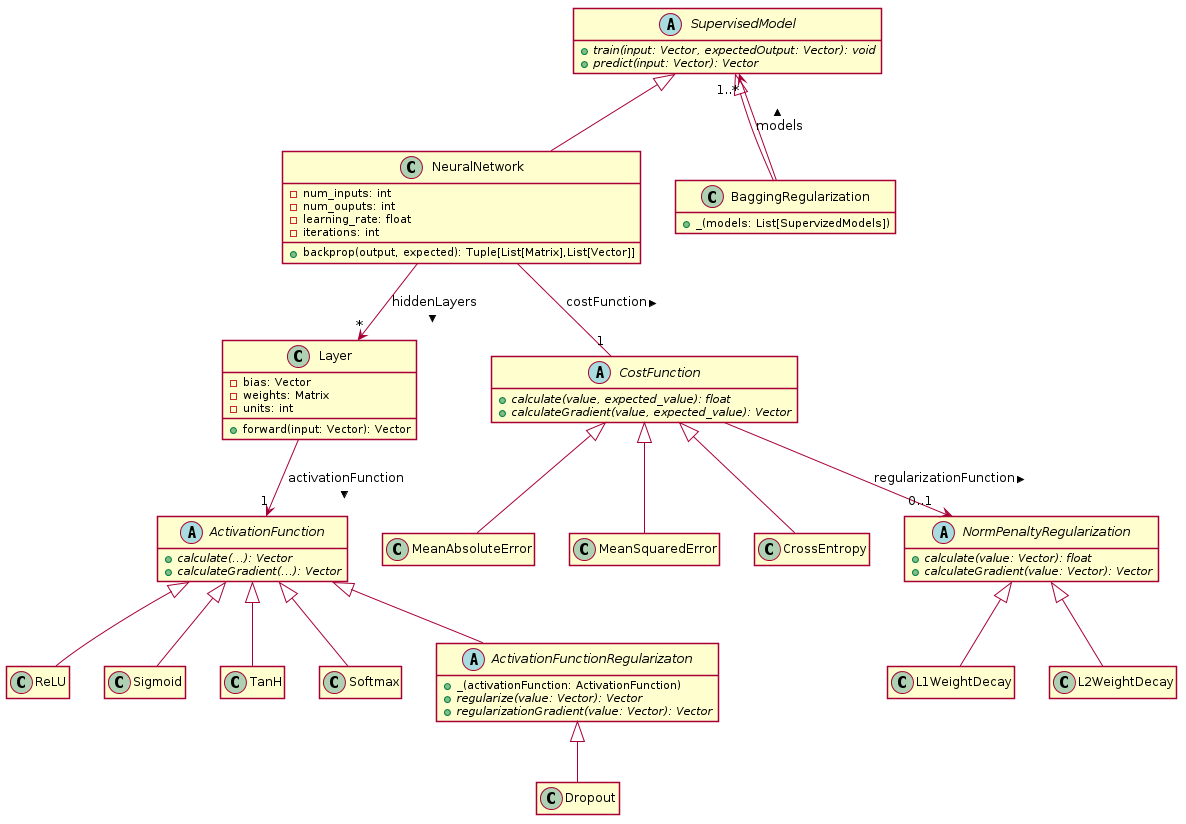 A SupervisedModel
train(input: Vector, expectedOutput: Vector): void
predict(input: Vector): Vector
1..*
▲
models
C NeuralNetwork
num_inputs: int
num_ouputs: int
learning_rate: float
iterations: int
backprop(output, expected): Tuple[List[Matrix],List[Vector]]
C BaggingRegularization
_(models: List[SupervizedModels])
hiddenLayers
▼
*
costFunction ▶
1
C Layer
bias: Vector
weights: Matrix
units: int
forward(input: Vector): Vector
A CostFunction
calculate(value, expected_value): float
calculateGradient(value, expected_value): Vector
activationFunction
▼
1
regularizationFunction ▶
0..1
A ActivationFunction
calculate(...): Vector
calculateGradient(...): Vector
C MeanAbsoluteError
C MeanSquaredError
C CrossEntropy
A NormPenaltyRegularization
calculate(value: Vector): float
calculateGradient(value: Vector): Vector
C ReLU
C Sigmoid
C TanH
C Softmax
A ActivationFunctionRegularizaton
_(activationFunction: ActivationFunction)
regularize(value: Vector): Vector
regularizationGradient(value: Vector): Vector
C L1WeightDecay
C L2WeightDecay
C Dropout